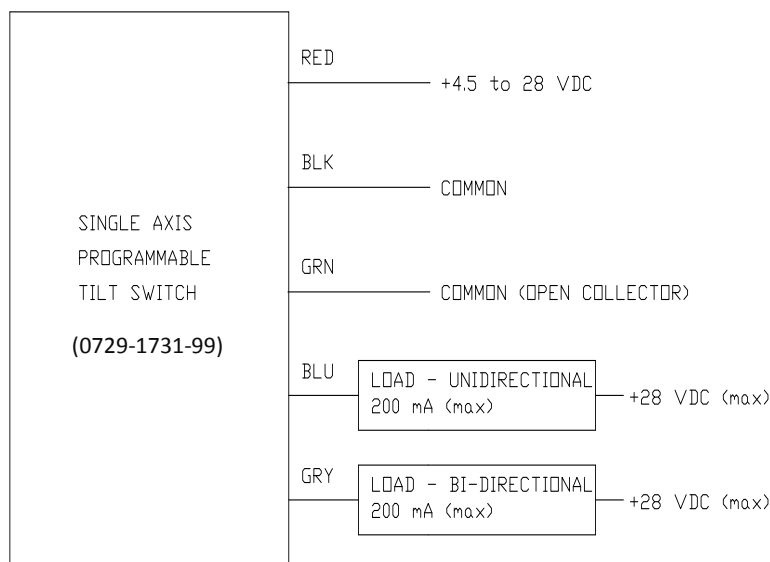 RED
+4.5 to 28 VDC
BLK
COMMON
SINGLE AXIS
PROGRAMMABLE
TILT SWITCH
(0729-1731-99)
GRN
COMMON (OPEN COLLECTOR)
BLU
LOAD - UNIDIRECTIONAL
200 mA (max)
+28 VDC (max)
GRY
LOAD - BI-DIRECTIONAL
200 mA (max)
+28 VDC (max)